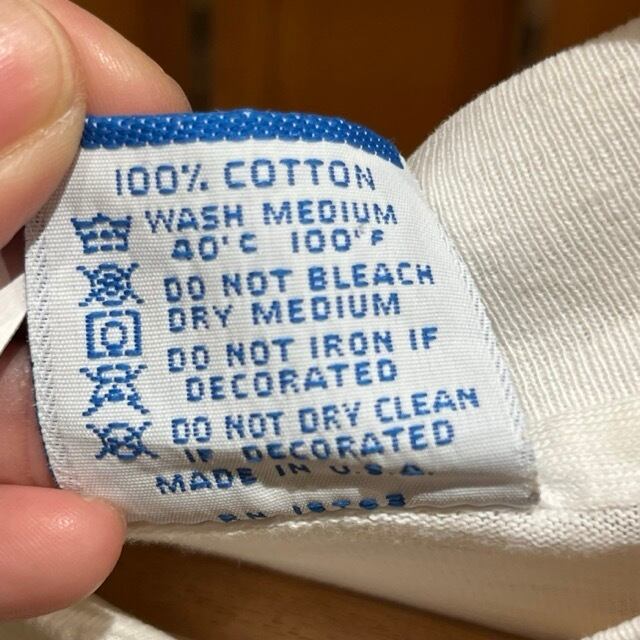 100% COTTON
WASH MEDIUM
40°C 100°F
DO NOT BLEACH
DRY MEDIUM
DO NOT IRON IF
DECORATED
DO NOT DRY CLEAN
IF DECORATED
MADE IN U.S.A.